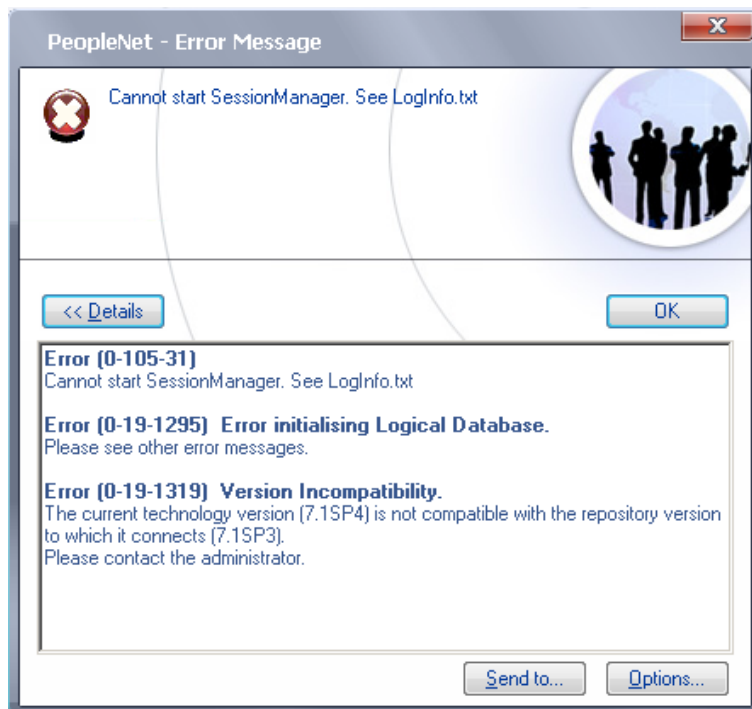 PeopleNet - Error Message
X
Cannot start SessionManager. See LogInfo.txt
<< Details
OK
Error (0-105-31)
Cannot start SessionManager. See LogInfo.txt
Error (0-19-1295)  Error initialising Logical Database.
Please see other error messages.
Error (0-19-1319)  Version Incompatibility.
The current technology version (7.1SP4) is not compatible with the repository version
to which it connects (7.1SP3).
Please contact the administrator.
Send to...
Options...